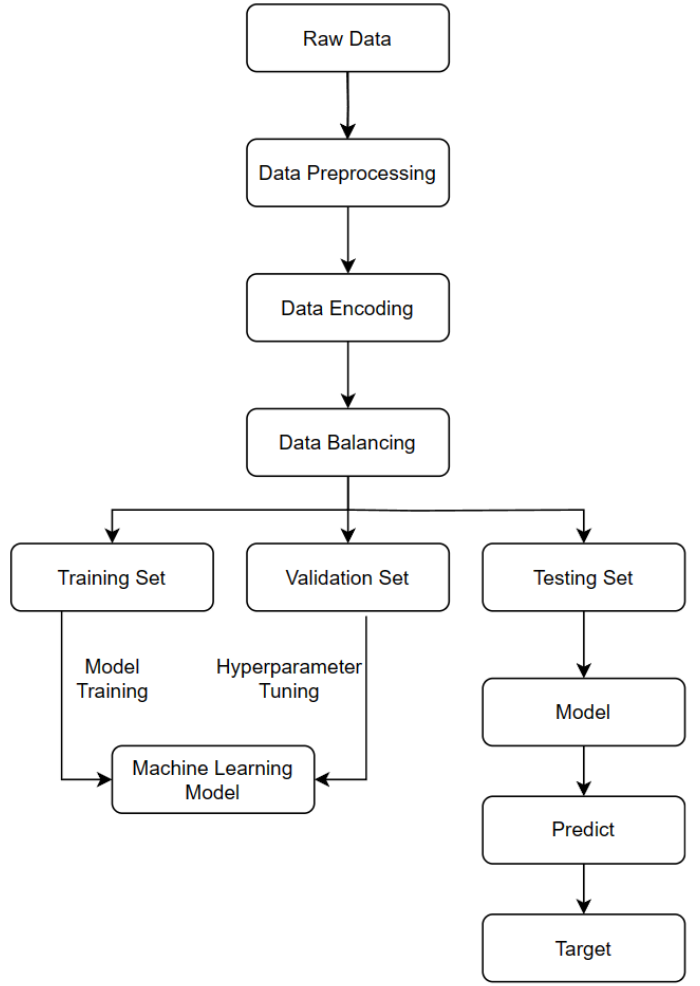 Raw Data
Data Preprocessing
Data Encoding
Data Balancing
Training Set
Validation Set
Testing Set
Model
Training
Hyperparameter
Tuning
Model
Machine Learning
Model
Predict
Target